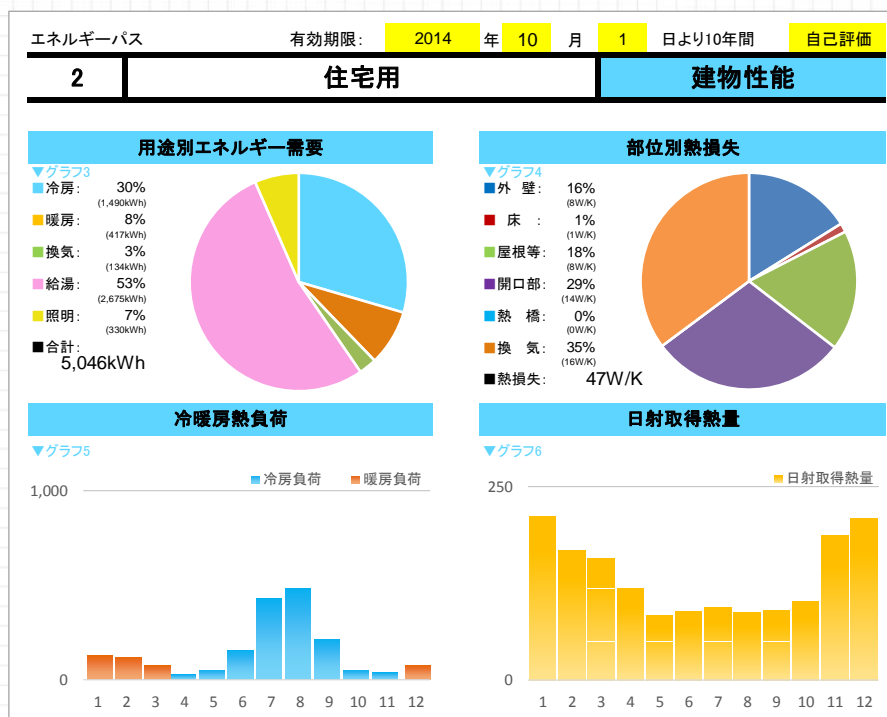 エネルギーパス 有効期限: 2014 年 10 月 1 日より10年間 自己評価
2 住宅用 建物性能
用途別エネルギー需要
▼グラフ3
■冷房: 30%
(1,490kWh)
■暖房: 8%
(417kWh)
■換気: 3%
(134kWh)
■給湯: 53%
(2,675kWh)
■照明: 7%
(330kWh)
■合計:
5,046kWh
部位別熱損失
▼グラフ4
■外 壁: 16%
(8W/K)
■床 : 1%
(1W/K)
■屋根等: 18%
(8W/K)
■開口部: 29%
(14W/K)
■熱 橋: 0%
(0W/K)
■換 気: 35%
(16W/K)
■熱損失: 47W/K
冷暖房熱負荷
▼グラフ5
■冷房負荷 ■暖房負荷
1,000
0
1 2 3 4 5 6 7 8 9 10 11 12
日射取得熱量
▼グラフ6
■日射取得熱量
250
0
1 2 3 4 5 6 7 8 9 10 11 12